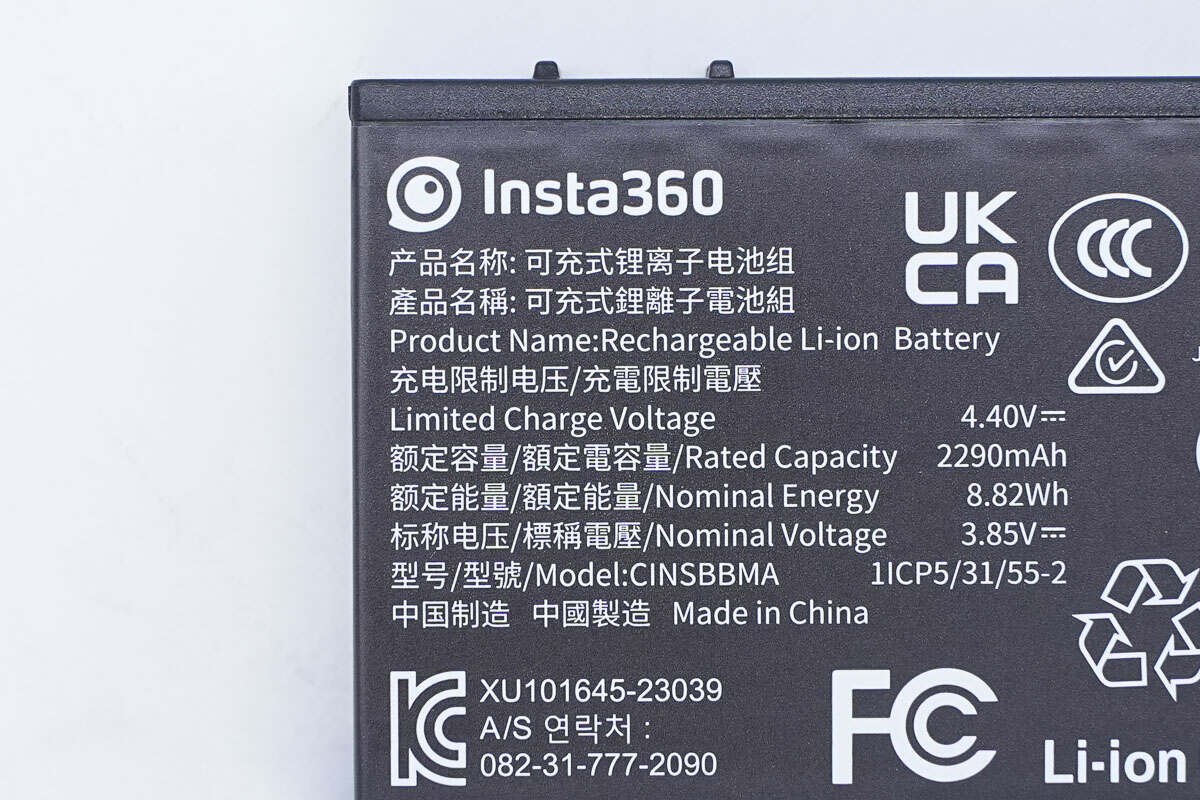 Insta360
UK
CA
CCC
产品名称: 可充式锂离子电池组
產品名稱: 可充式鋰離子電池組
Product Name:Rechargeable Li-ion Battery
充电限制电压/充電限制電壓
Limited Charge Voltage 4.40V⎓
额定容量/額定電容量/Rated Capacity 2290mAh
额定能量/額定能量/Nominal Energy 8.82Wh
标称电压/標稱電壓/Nominal Voltage 3.85V⎓
型号/型號/Model:CINSBBMA 1ICP5/31/55-2
中国制造 中國製造 Made in China
XU101645-23039
A/S 연락처 :
082-31-777-2090
FC
Li-ion